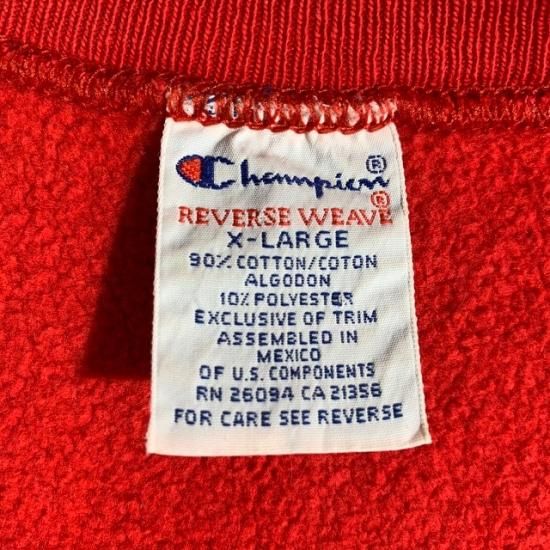 Champion®
REVERSE WEAVE®
X-LARGE
90% COTTON/COTON
ALGODON
10% POLYESTER
EXCLUSIVE OF TRIM
ASSEMBLED IN
MEXICO
OF U.S. COMPONENTS
RN 26094 CA 21356
FOR CARE SEE REVERSE